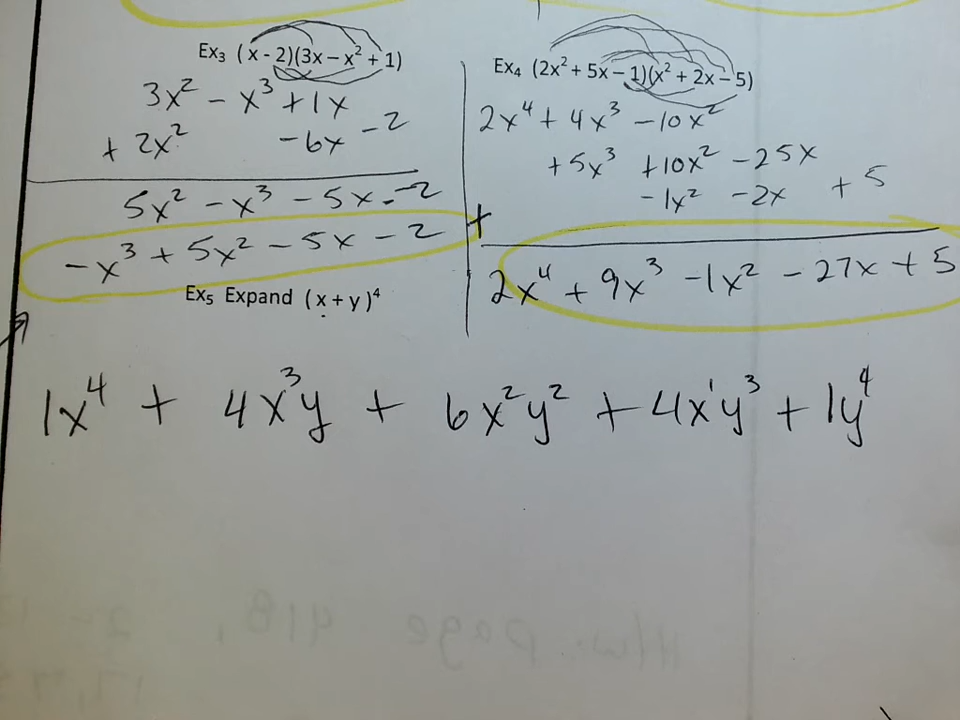 Ex3 (x - 2)(3x – x² + 1)
3x² - x³ + 1x
+ 2x² - 6x - 2
5x² - x³ - 5x - 2
-x³ + 5x² - 5x - 2
Ex4 (2x² + 5x – 1)(x² + 2x – 5)
2x⁴ + 4x³ - 10x²
+ 5x³ + 10x² - 25x
- 1x² - 2x + 5
+
2x⁴ + 9x³ - 1x² - 27x + 5
Ex5 Expand (x + y)⁴
1x⁴ + 4x³y + 6x²y² + 4x¹y³ + 1y⁴
H/w: page 418,